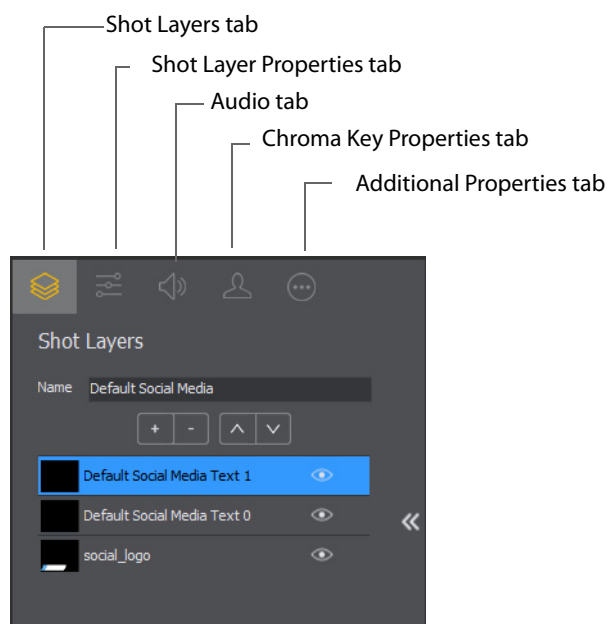 Shot Layers tab
Shot Layer Properties tab
Audio tab
Chroma Key Properties tab
Additional Properties tab
Shot Layers
Name Default Social Media
+ -
Default Social Media Text 1
Default Social Media Text 0
social_logo